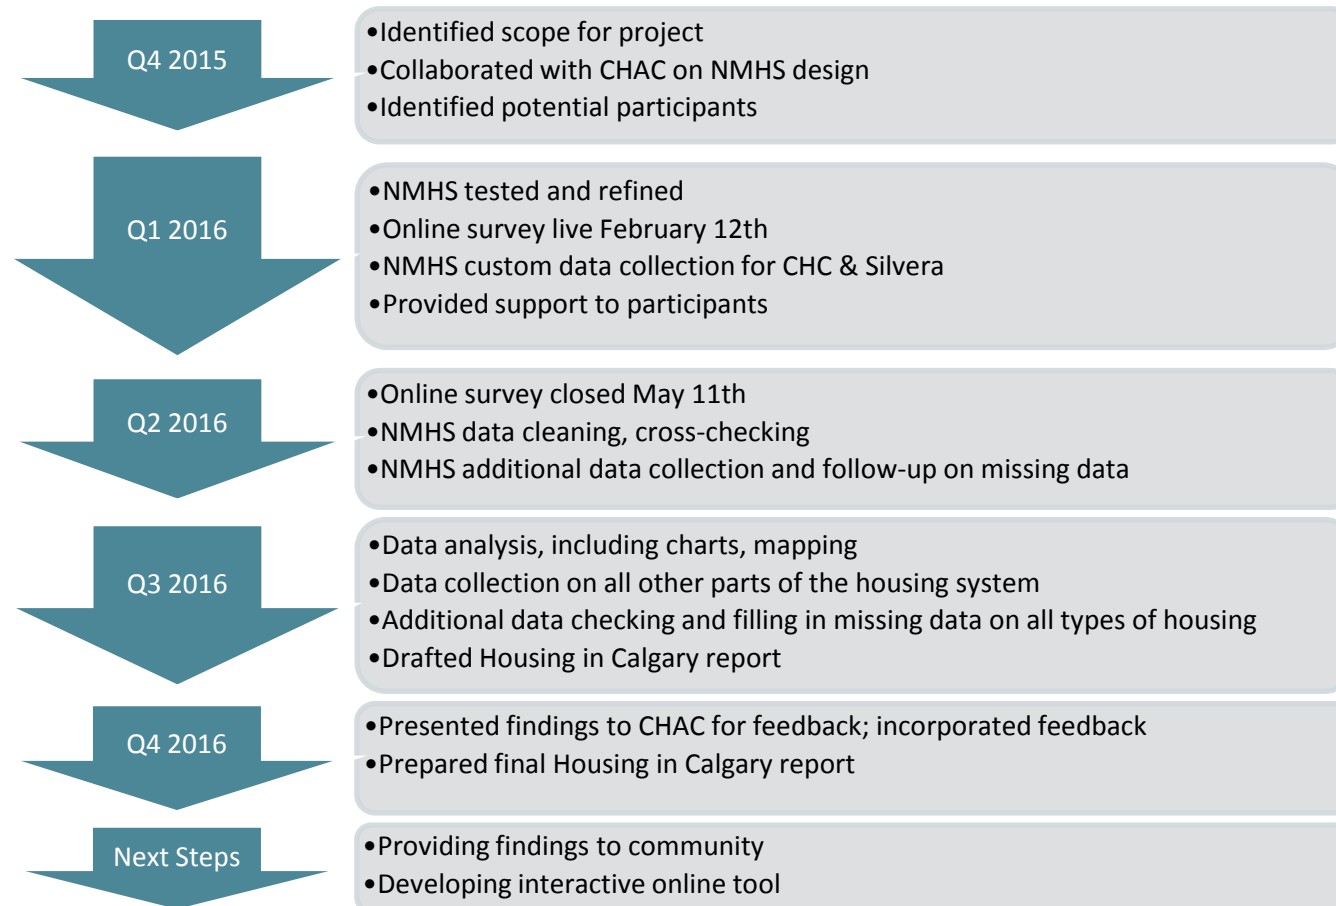 Q4 2015
•Identified scope for project
•Collaborated with CHAC on NMHS design
•Identified potential participants
Q1 2016
•NMHS tested and refined
•Online survey live February 12th
•NMHS custom data collection for CHC & Silvera
•Provided support to participants
Q2 2016
•Online survey closed May 11th
•NMHS data cleaning, cross-checking
•NMHS additional data collection and follow-up on missing data
Q3 2016
•Data analysis, including charts, mapping
•Data collection on all other parts of the housing system
•Additional data checking and filling in missing data on all types of housing
•Drafted Housing in Calgary report
Q4 2016
•Presented findings to CHAC for feedback; incorporated feedback
•Prepared final Housing in Calgary report
Next Steps
•Providing findings to community
•Developing interactive online tool